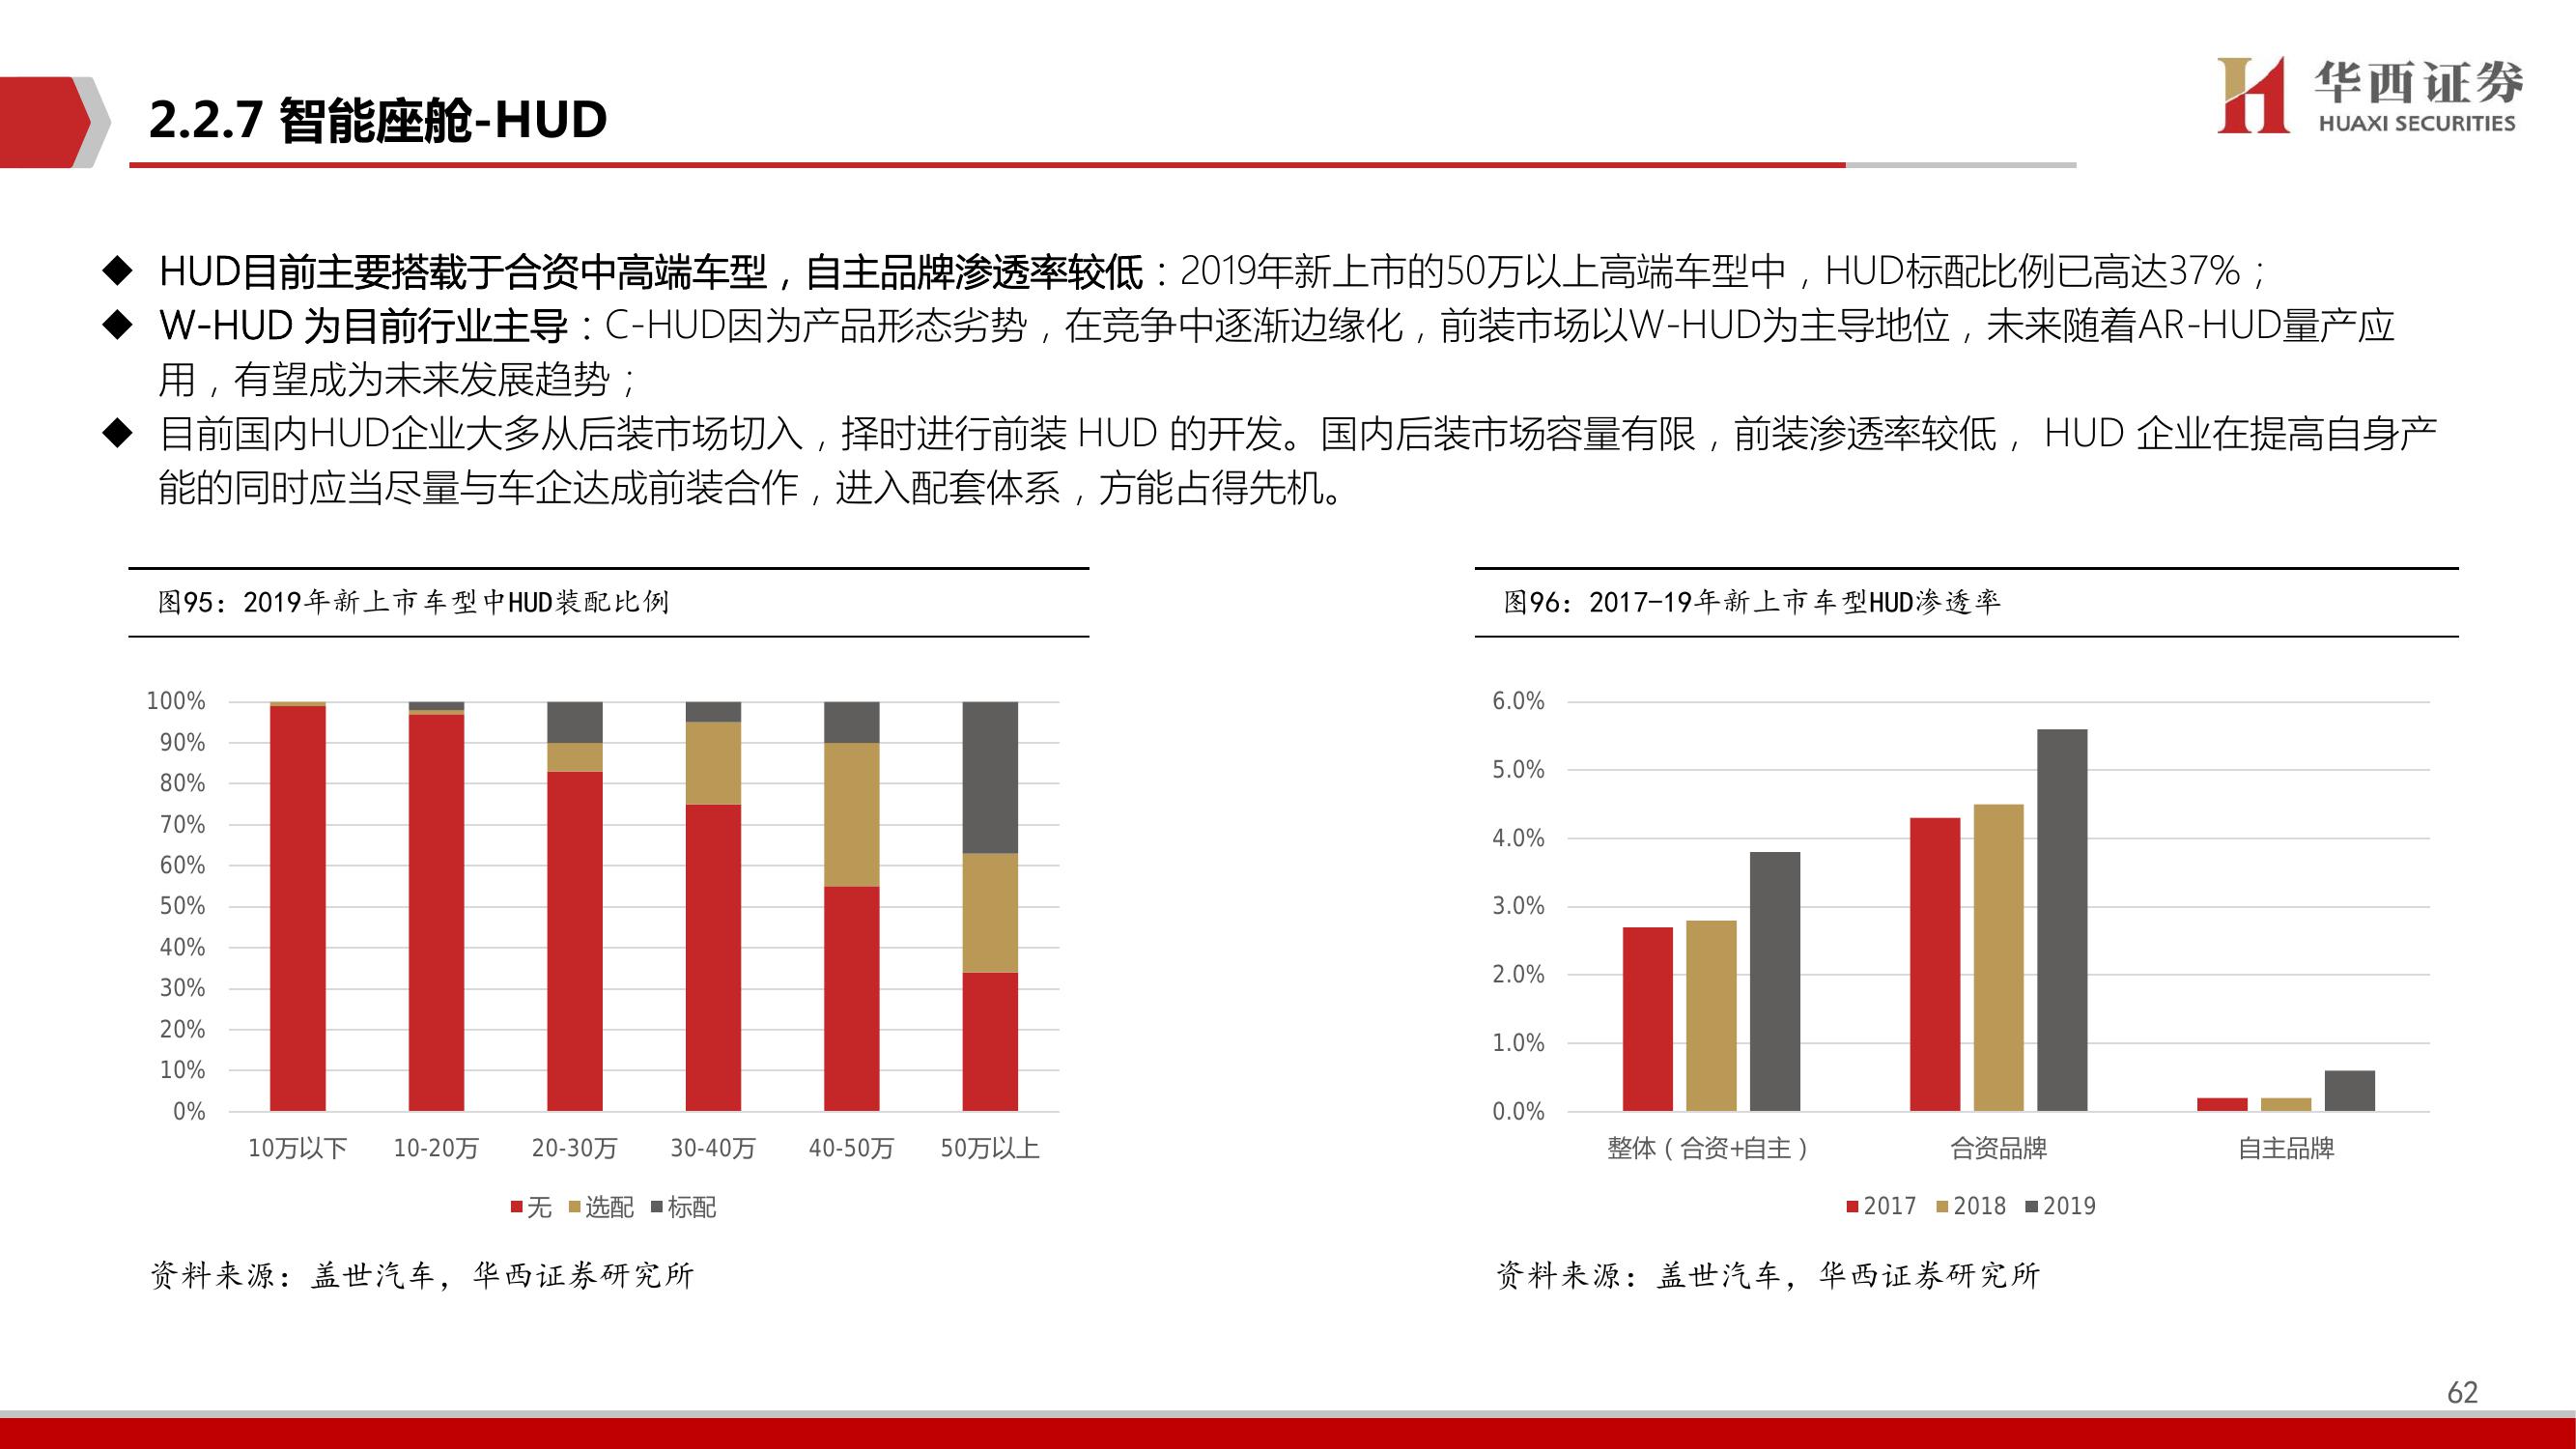 2.2.7 智能座舱-HUD
华西证券
HUAXI SECURITIES
◆ HUD目前主要搭载于合资中高端车型，自主品牌渗透率较低：2019年新上市的50万以上高端车型中，HUD标配比例已高达37%；
◆ W-HUD 为目前行业主导：C-HUD因为产品形态劣势，在竞争中逐渐边缘化，前装市场以W-HUD为主导地位，未来随着AR-HUD量产应
用，有望成为未来发展趋势；
◆ 目前国内HUD企业大多从后装市场切入，择时进行前装 HUD 的开发。国内后装市场容量有限，前装渗透率较低， HUD 企业在提高自身产
能的同时应当尽量与车企达成前装合作，进入配套体系，方能占得先机。
图95：2019年新上市车型中HUD装配比例
100%
90%
80%
70%
60%
50%
40%
30%
20%
10%
0%
10万以下 10-20万 20-30万 30-40万 40-50万 50万以上
无 选配 标配
资料来源：盖世汽车，华西证券研究所
图96：2017-19年新上市车型HUD渗透率
6.0%
5.0%
4.0%
3.0%
2.0%
1.0%
0.0%
整体（合资+自主） 合资品牌 自主品牌
2017 2018 2019
资料来源：盖世汽车，华西证券研究所
62